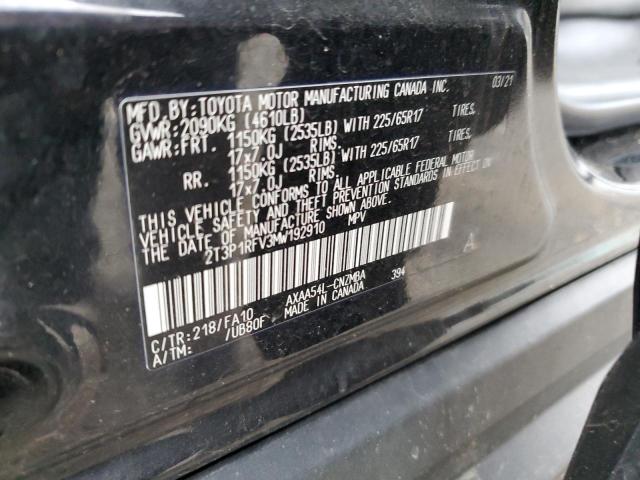 MFD. BY: TOYOTA MOTOR MANUFACTURING CANADA INC. 03/21
GVWR: 2090KG (4610LB)
GAWR: FRT. 1150KG (2535LB) WITH 225/65R17 TIRES.
17x7.0J RIMS.
RR. 1150KG (2535LB) WITH 225/65R17 TIRES.
17x7.0J RIMS.
THIS VEHICLE CONFORMS TO ALL APPLICABLE FEDERAL MOTOR
VEHICLE SAFETY AND THEFT PREVENTION STANDARDS IN EFFECT ON
THE DATE OF MANUFACTURE SHOWN ABOVE.
2T3P1RFV3MW192910 MPV
A
C/TR: 218/FA10 AXAA54L-CNZMBA 394
A/TM: /UB80F MADE IN CANADA